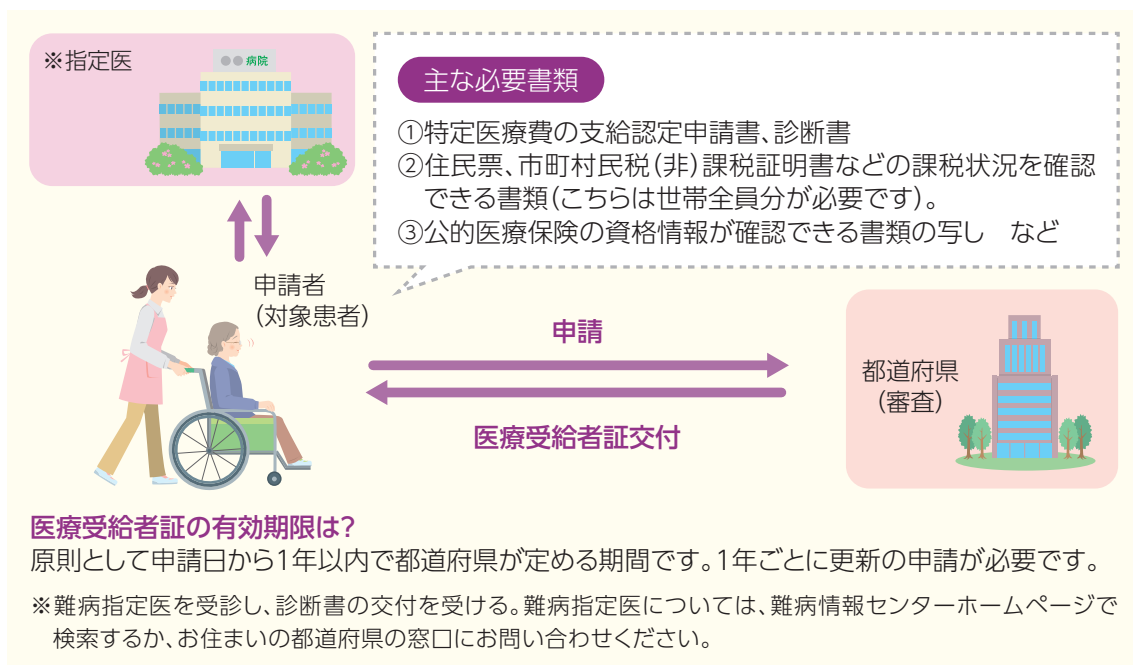 ※指定医
●●病院
主な必要書類
①特定医療費の支給認定申請書、診断書
②住民票、市町村民税(非)課税証明書などの課税状況を確認
できる書類(こちらは世帯全員分が必要です)。
③公的医療保険の資格情報が確認できる書類の写し　など
申請者
(対象患者)
申請
医療受給者証交付
都道府県
(審査)
医療受給者証の有効期限は?
原則として申請日から1年以内で都道府県が定める期間です。1年ごとに更新の申請が必要です。
※難病指定医を受診し、診断書の交付を受ける。難病指定医については、難病情報センターホームページで
検索するか、お住まいの都道府県の窓口にお問い合わせください。